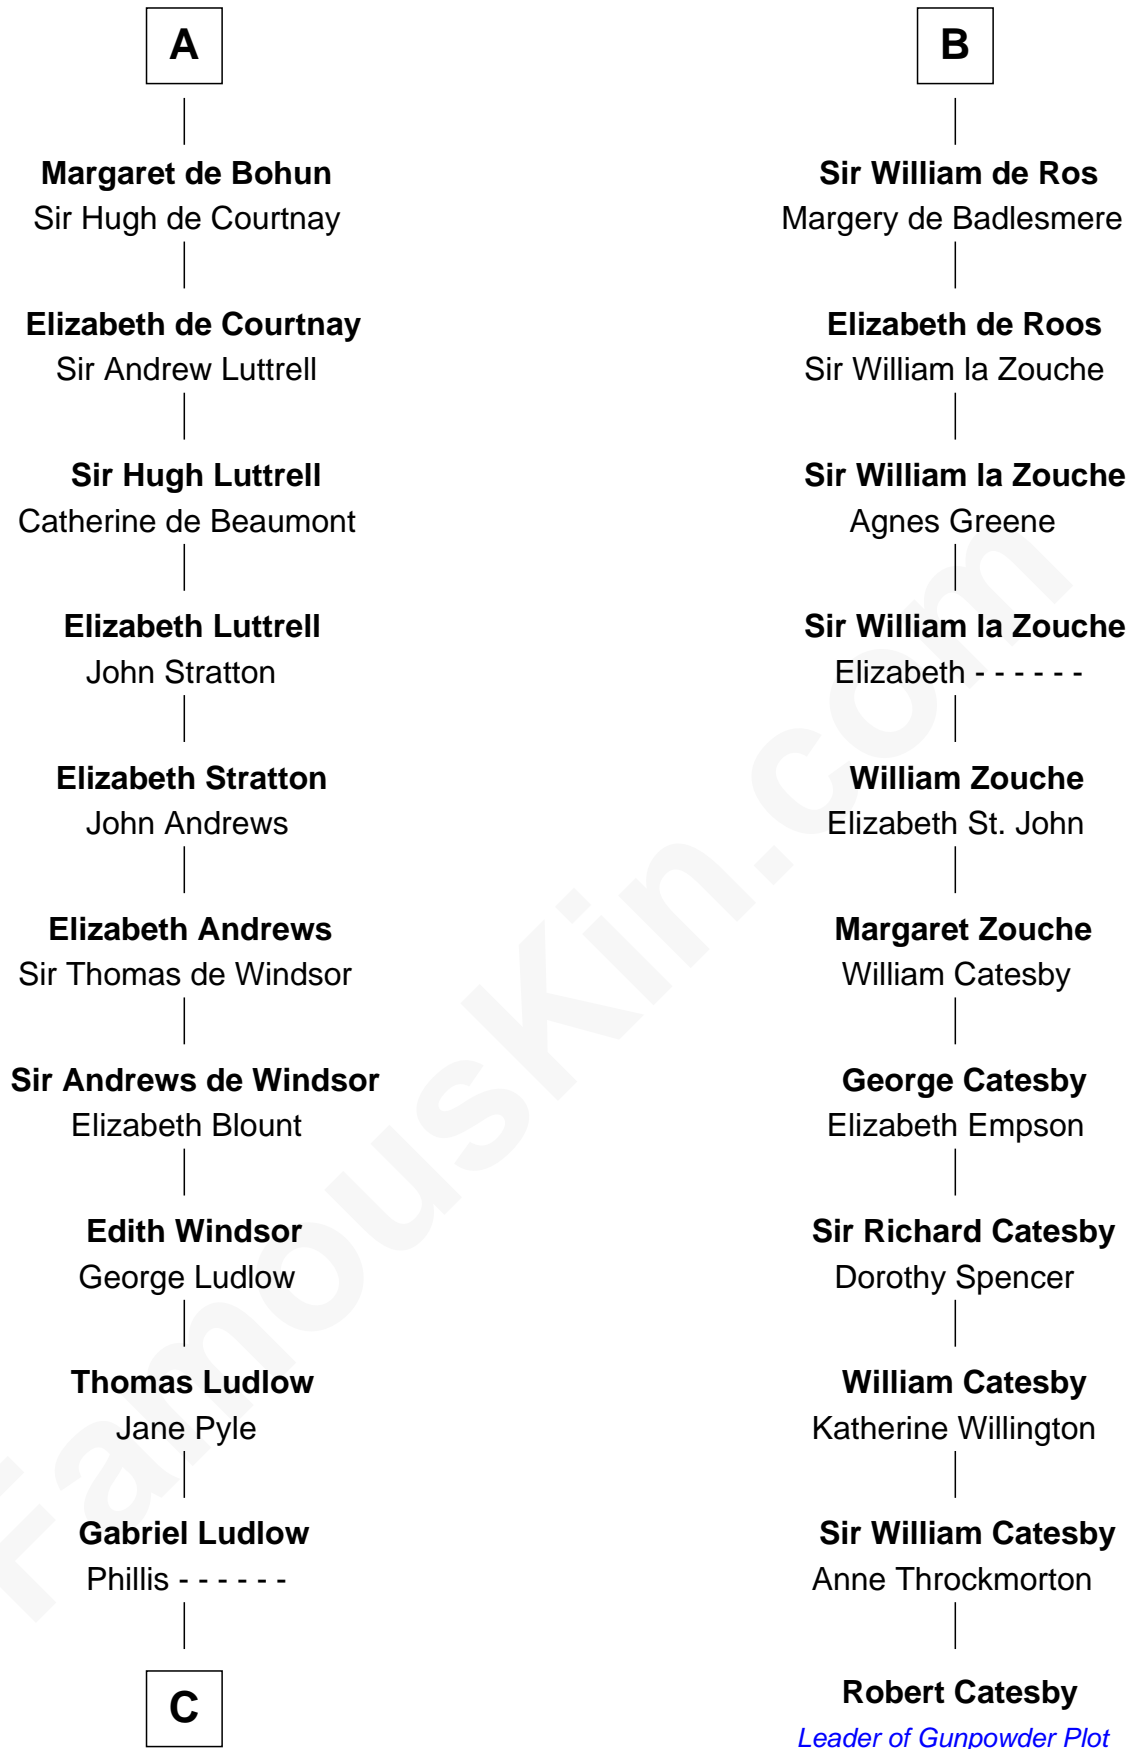 A
Margaret de Bohun
Sir Hugh de Courtnay
Elizabeth de Courtnay
Sir Andrew Luttrell
Sir Hugh Luttrell
Catherine de Beaumont
Elizabeth Luttrell
John Stratton
Elizabeth Stratton
John Andrews
Elizabeth Andrews
Sir Thomas de Windsor
Sir Andrews de Windsor
Elizabeth Blount
Edith Windsor
George Ludlow
Thomas Ludlow
Jane Pyle
Gabriel Ludlow
Phillis - - - - - -
C
B
Sir William de Ros
Margery de Badlesmere
Elizabeth de Roos
Sir William la Zouche
Sir William la Zouche
Agnes Greene
Sir William la Zouche
Elizabeth - - - - - -
William Zouche
Elizabeth St. John
Margaret Zouche
William Catesby
George Catesby
Elizabeth Empson
Sir Richard Catesby
Dorothy Spencer
William Catesby
Katherine Willington
Sir William Catesby
Anne Throckmorton
Robert Catesby
Leader of Gunpowder Plot
FamousKin.com